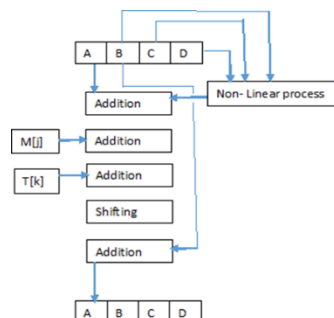 A B C D
Non- Linear process
Addition
M[j] Addition
T[k] Addition
Shifting
Addition
A B C D